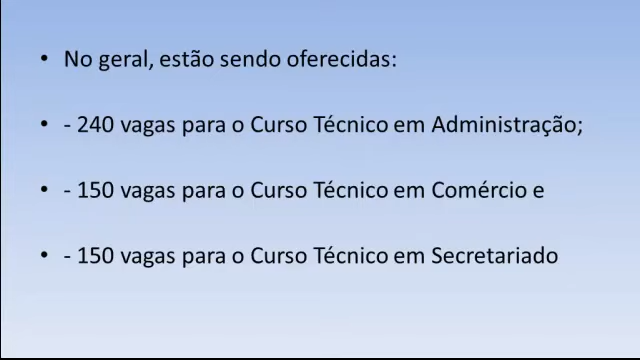 • No geral, estão sendo oferecidas:
• - 240 vagas para o Curso Técnico em Administração;
• - 150 vagas para o Curso Técnico em Comércio e
• - 150 vagas para o Curso Técnico em Secretariado